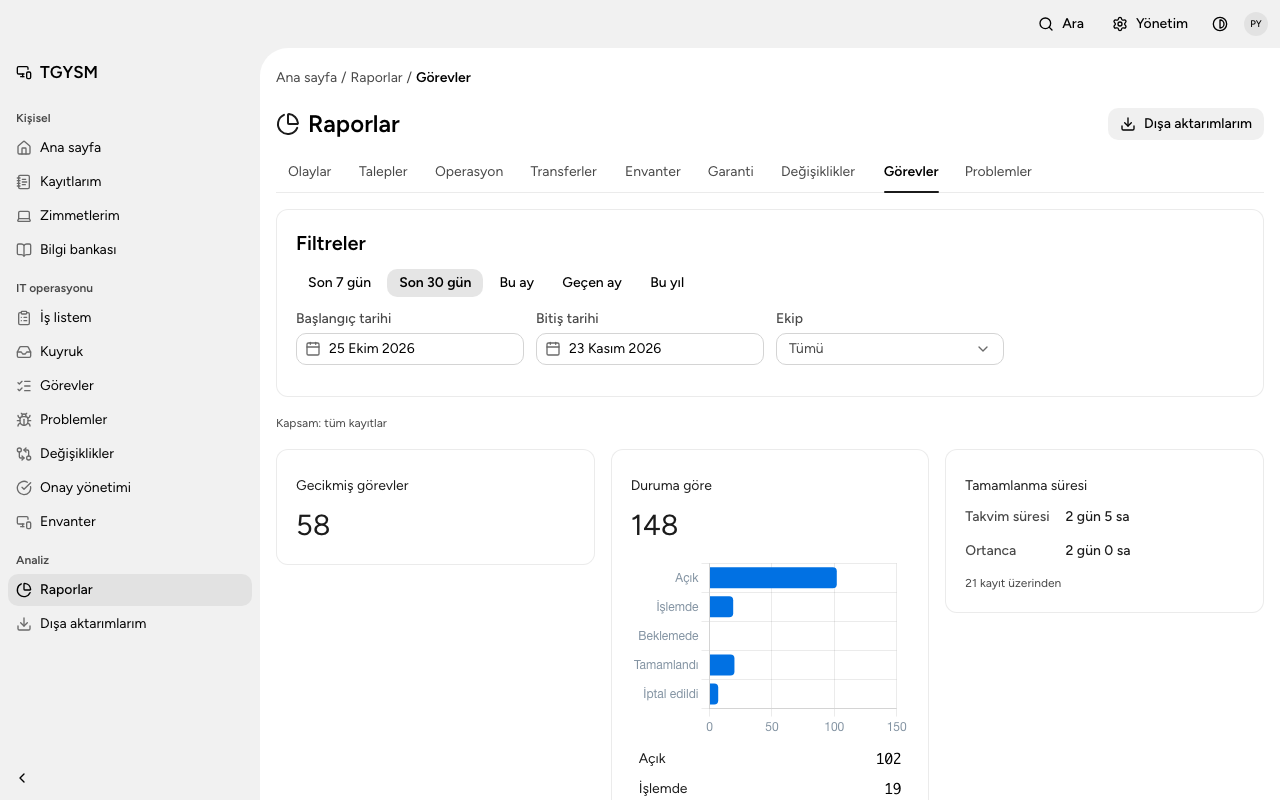 Ara
Yönetim
PY
TGYSM
Kişisel
Ana sayfa
Kayıtlarım
Zimmetlerim
Bilgi bankası
IT operasyonu
İş listem
Kuyruk
Görevler
Problemler
Değişiklikler
Onay yönetimi
Envanter
Analiz
Raporlar
Dışa aktarımlarım
Ana sayfa / Raporlar / Görevler
Raporlar
Dışa aktarımlarım
Olaylar Talepler Operasyon Transferler Envanter Garanti Değişiklikler Görevler Problemler
Filtreler
Son 7 gün Son 30 gün Bu ay Geçen ay Bu yıl
Başlangıç tarihi Bitiş tarihi Ekip
25 Ekim 2026 23 Kasım 2026 Tümü
Kapsam: tüm kayıtlar
Gecikmiş görevler
58
Duruma göre
148
Açık
İşlemde
Beklemede
Tamamlandı
İptal edildi
0 50 100 150
Açık 102
İşlemde 19
Tamamlanma süresi
Takvim süresi 2 gün 5 sa
Ortanca 2 gün 0 sa
21 kayıt üzerinden